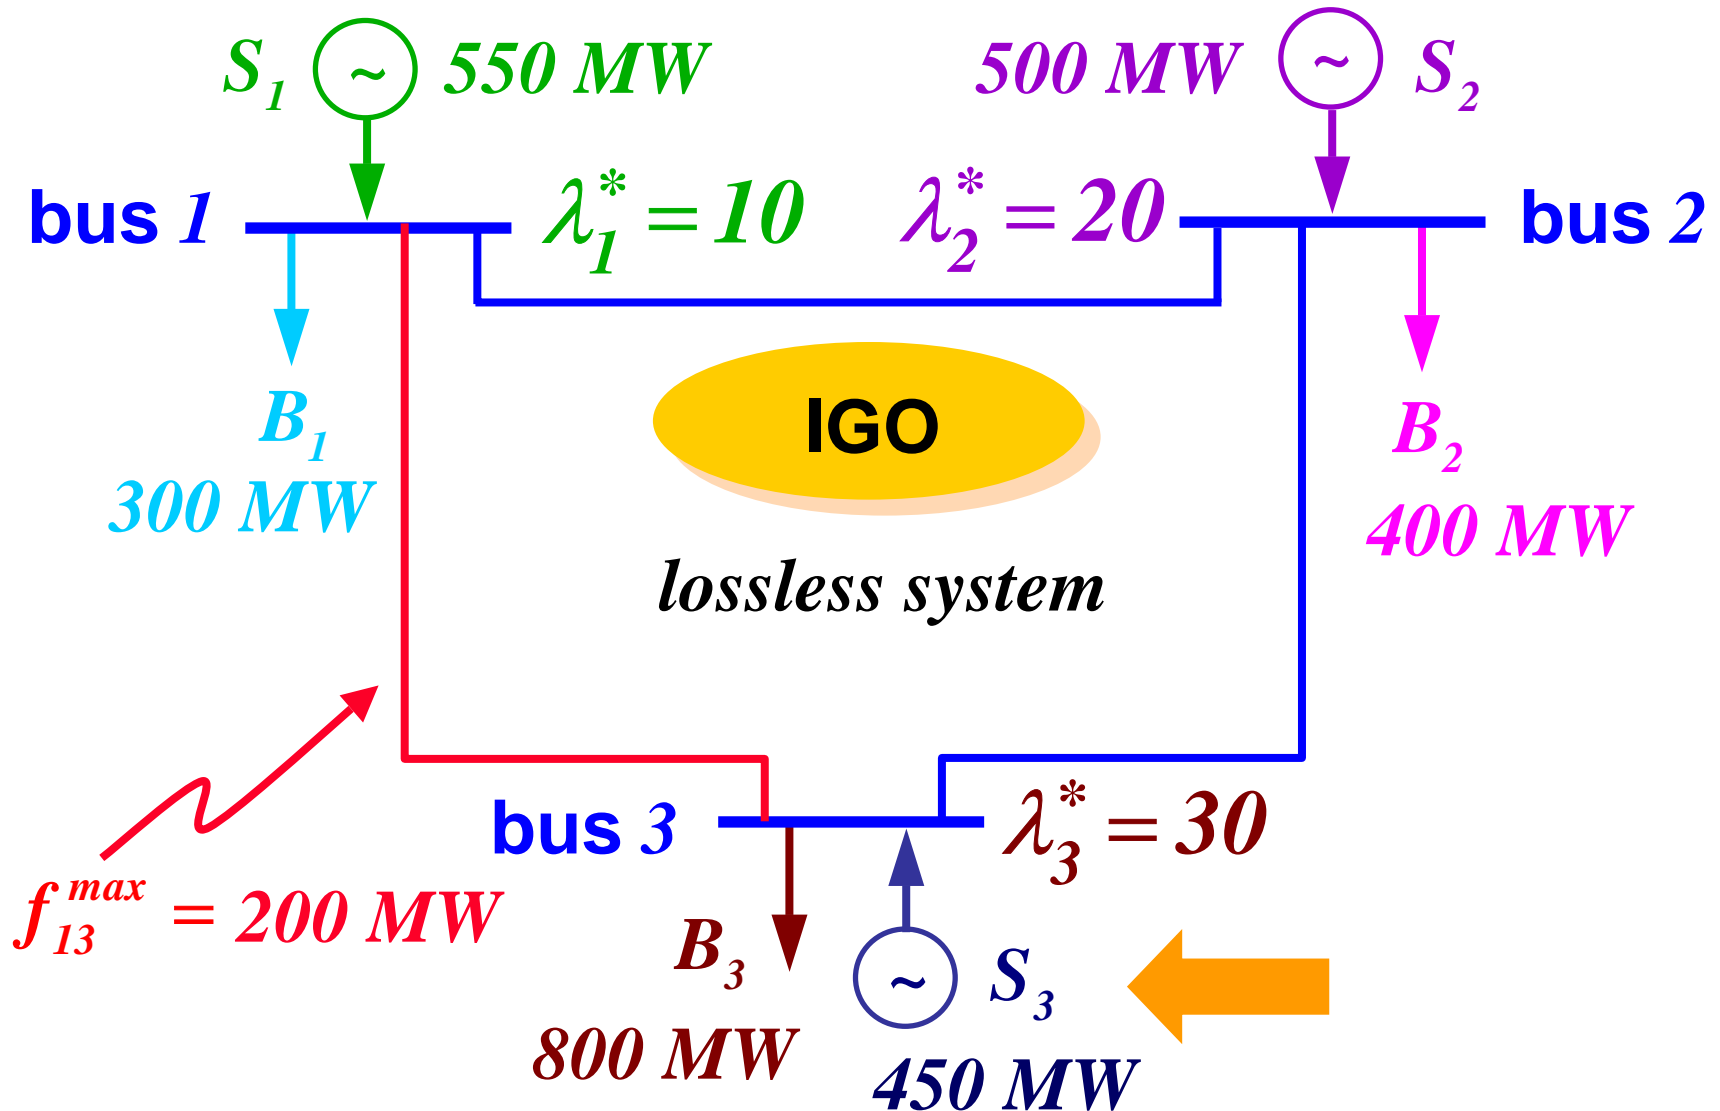 S₁ ~ 550 MW
500 MW ~ S₂
bus 1
λ₁* = 10
λ₂* = 20
bus 2
B₁
300 MW
IGO
B₂
400 MW
lossless system
bus 3
λ₃* = 30
f₁₃ᵐᵃˣ = 200 MW
B₃
800 MW
~ S₃
450 MW